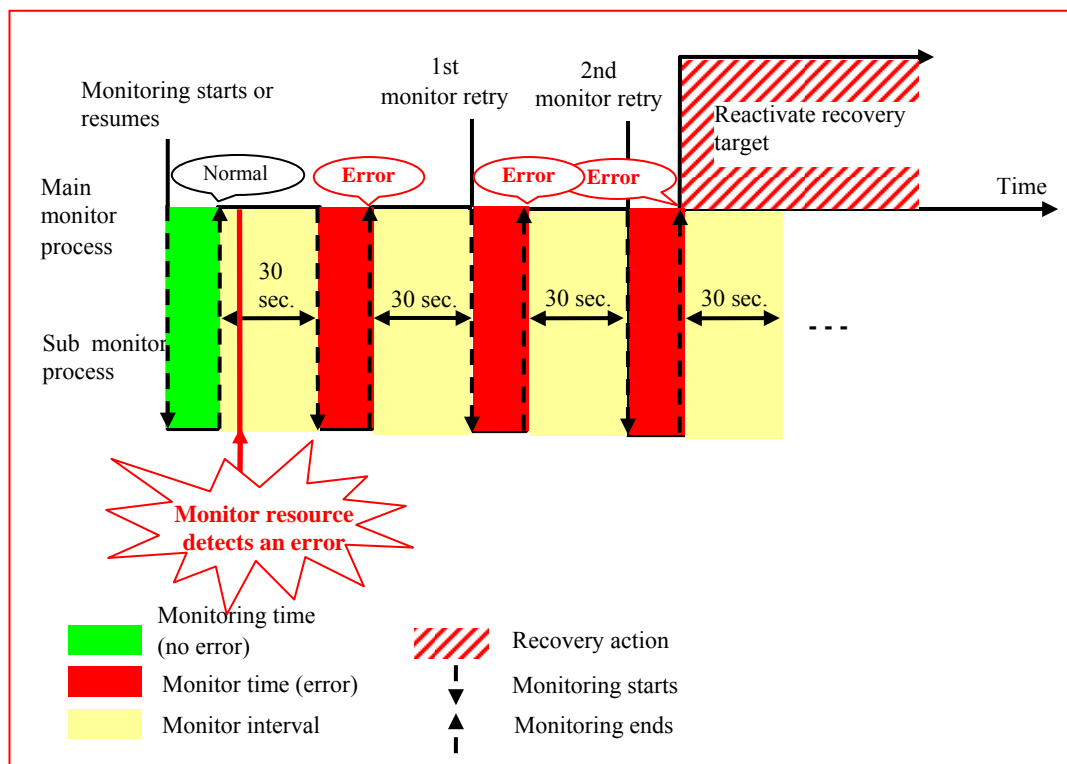 Monitoring starts or
resumes
1st
monitor retry
2nd
monitor retry
Reactivate recovery
target
Normal
Error
Error
Error
Time
Main
monitor
process
30
sec.
30 sec.
30 sec.
30 sec.
- - -
Sub monitor
process
Monitor resource
detects an error
Monitoring time
(no error)
Monitor time (error)
Monitor interval
Recovery action
Monitoring starts
Monitoring ends